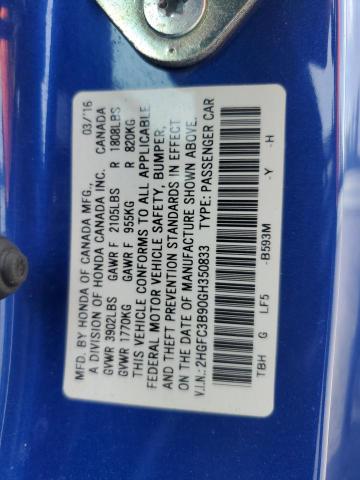 MFD. BY HONDA OF CANADA MFG., 03/'16
A DIVISION OF HONDA CANADA INC. CANADA
GVWR 3902LBS GAWR F 2105LBS R 1808LBS
GVWR 1770KG GAWR F 955KG R 820KG
THIS VEHICLE CONFORMS TO ALL APPLICABLE
FEDERAL MOTOR VEHICLE SAFETY, BUMPER,
AND THEFT PREVENTION STANDARDS IN EFFECT
ON THE DATE OF MANUFACTURE SHOWN ABOVE.
V.I.N.: 2HGFC3B90GH350833 TYPE: PASSENGER CAR
TBH G LF5 -B593M -Y -H